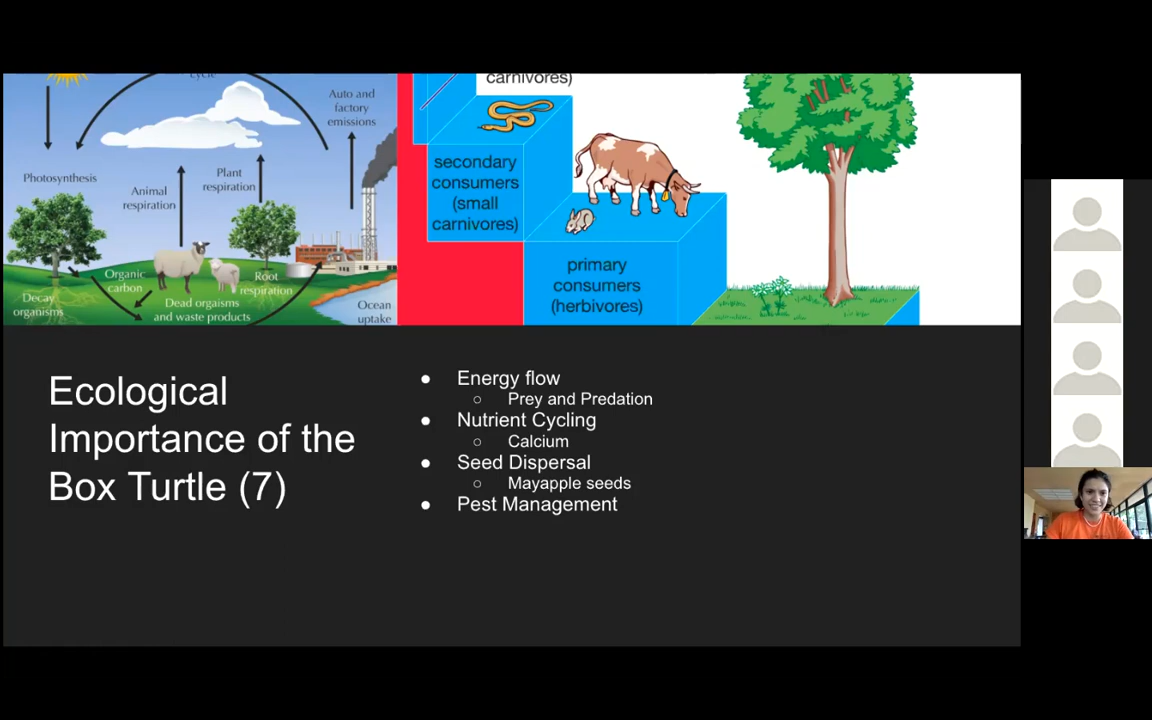 cycle
Auto and
factory
emissions
Photosynthesis
Animal
respiration
Plant
respiration
Organic
carbon
Root
respiration
Decay
organisms
Dead orgaisms
and waste products
Ocean
uptake
carnivores)
secondary
consumers
(small
carnivores)
primary
consumers
(herbivores)
Ecological
Importance of the
Box Turtle (7)
● Energy flow
○ Prey and Predation
● Nutrient Cycling
○ Calcium
● Seed Dispersal
○ Mayapple seeds
● Pest Management